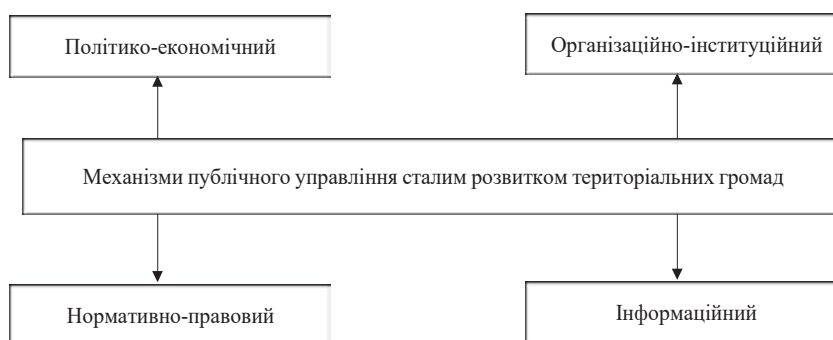 Політико-економічний
Організаційно-інституційний
Механізми публічного управління сталим розвитком територіальних громад
Нормативно-правовий
Інформаційний